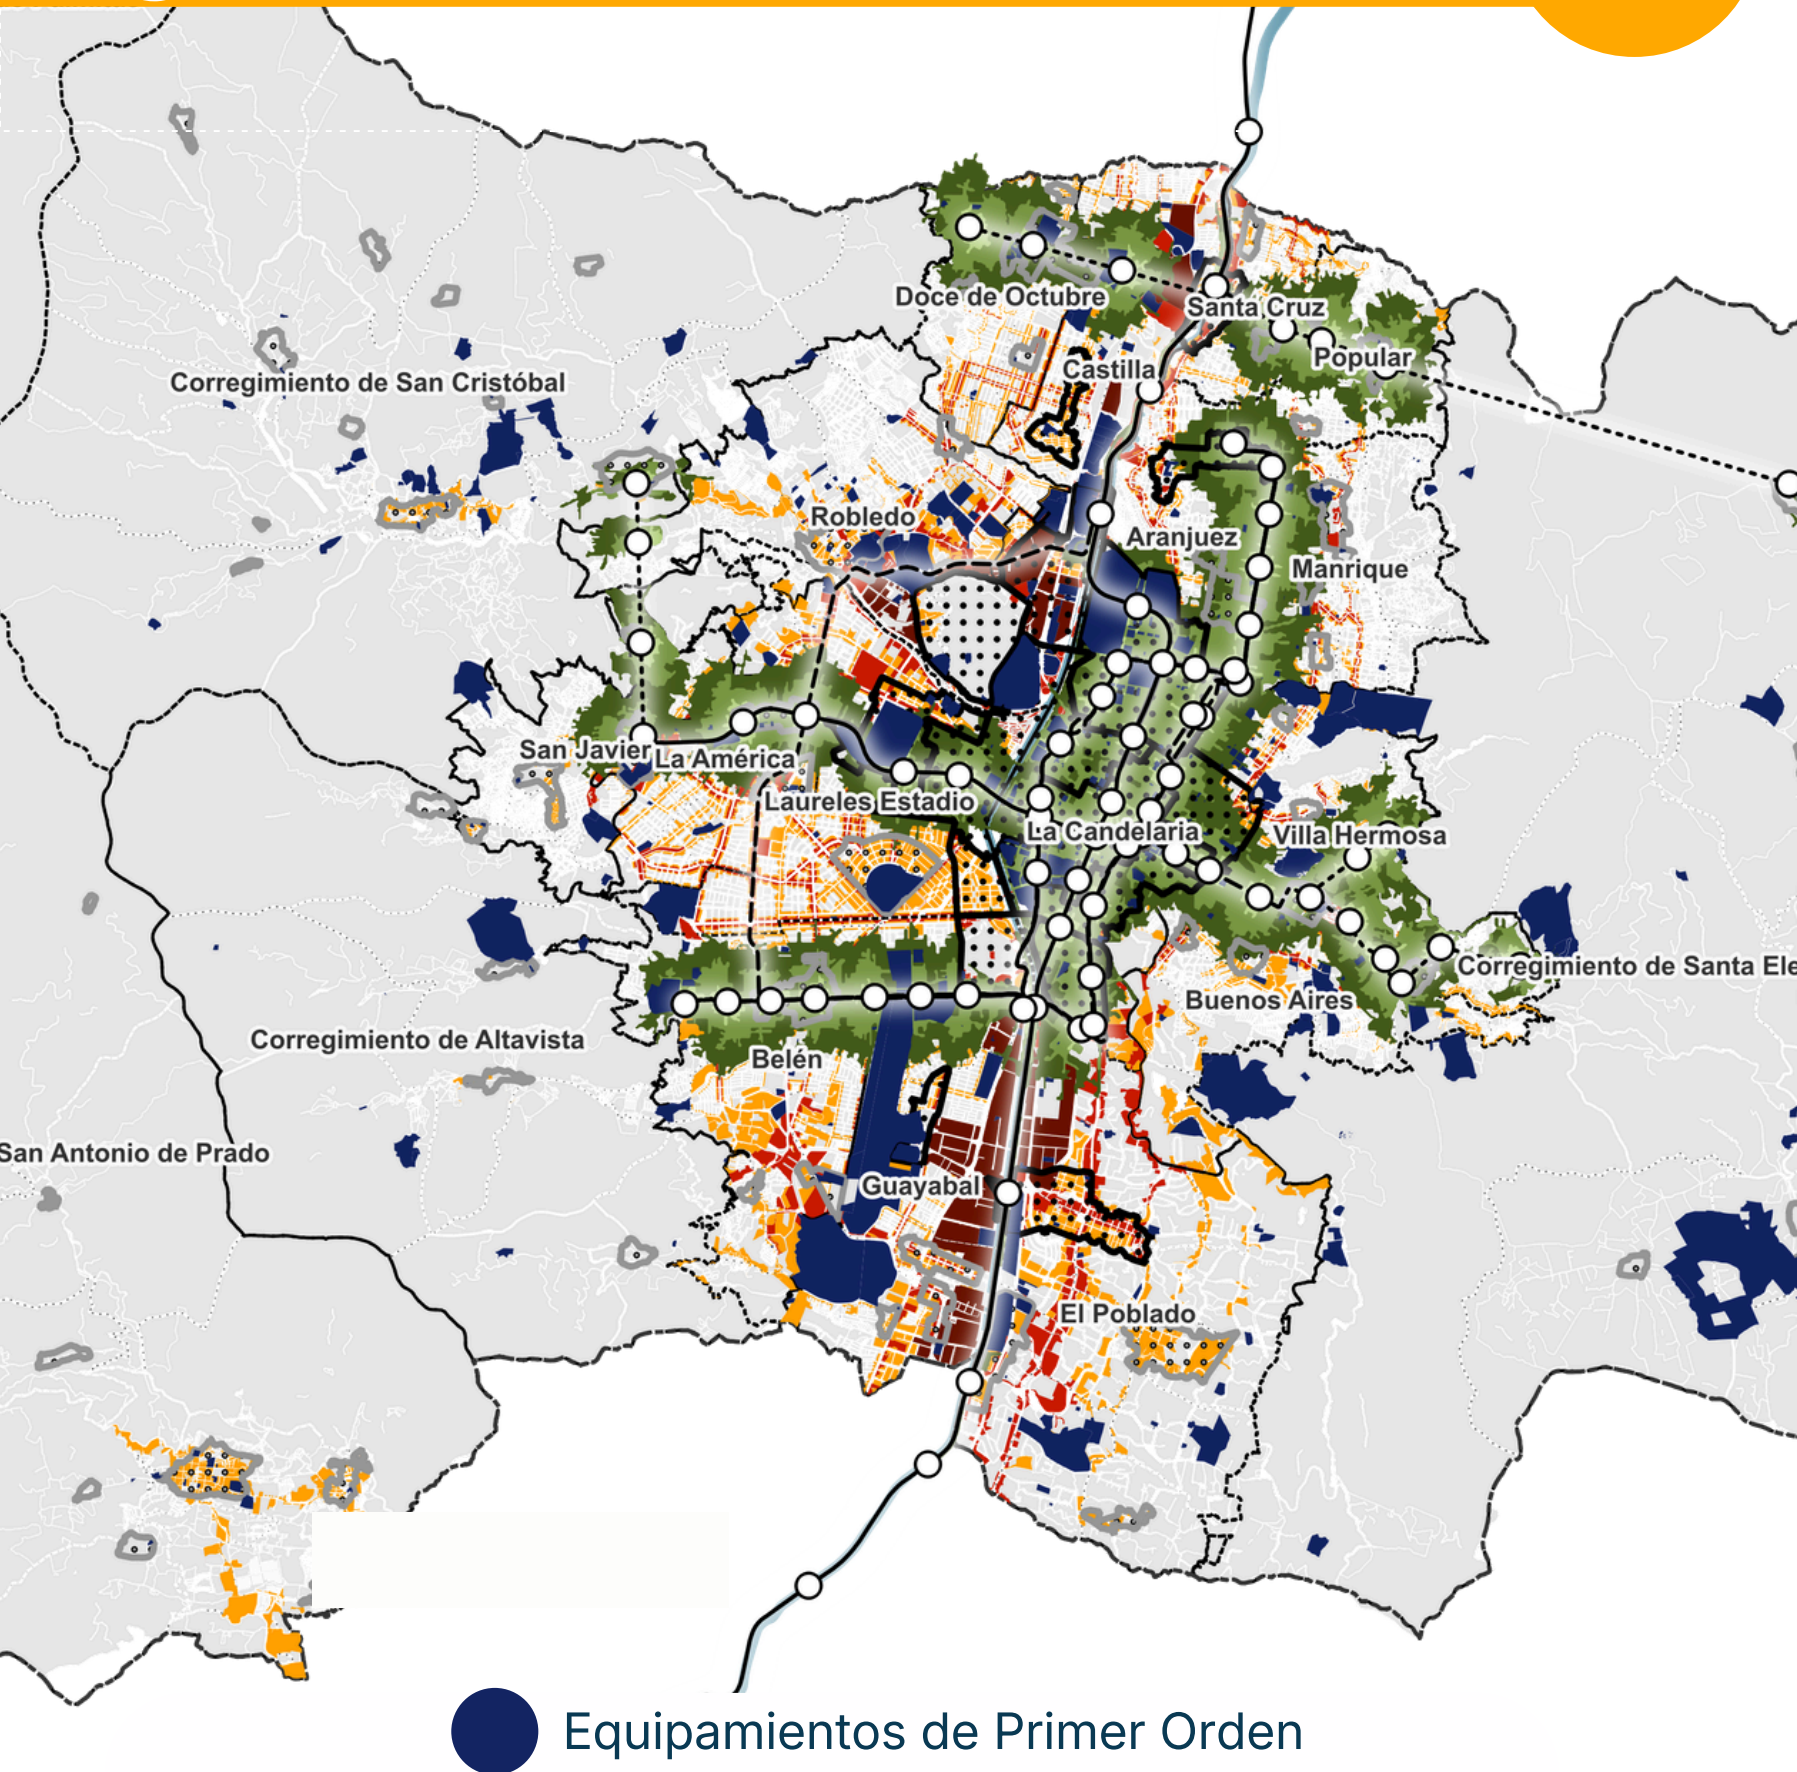 Doce de Octubre
Santa Cruz
Popular
Castilla
Corregimiento de San Cristóbal
Robledo
Aranjuez
Manrique
San Javier
La América
Laureles Estadio
La Candelaria
Villa Hermosa
Corregimiento de Santa Ele
Buenos Aires
Corregimiento de Altavista
Belén
San Antonio de Prado
Guayabal
El Poblado
Equipamientos de Primer Orden